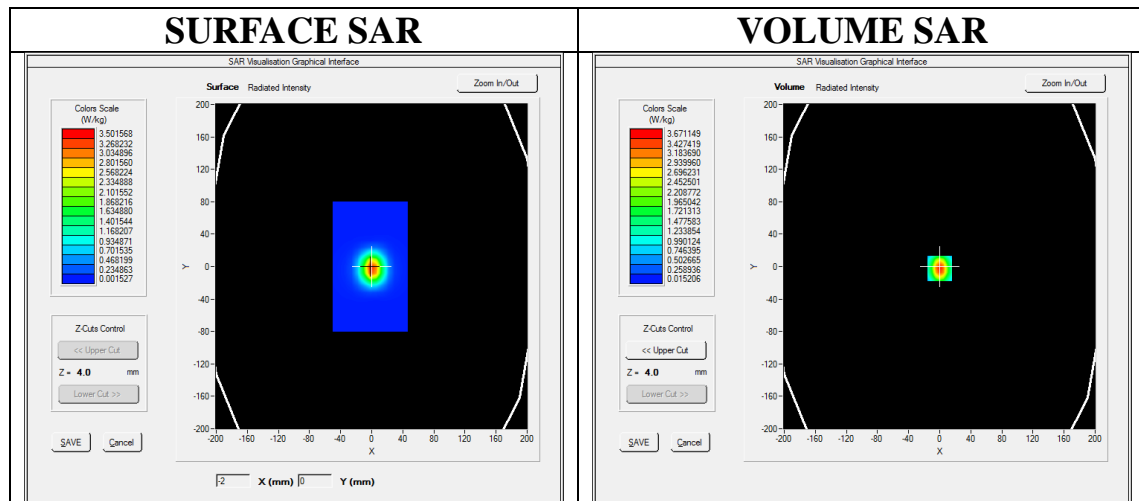 SURFACE SAR
VOLUME SAR
SAR Visualisation Graphical Interface
Surface Radiated Intensity
Zoom In/Out
Colors Scale
(W/kg)
3.501568
3.268232
3.034896
2.801560
2.568224
2.334888
2.101552
1.868216
1.634880
1.401544
1.168207
0.934871
0.701535
0.468199
0.234863
0.001527
200
160
120
80
40
0
-40
-80
-120
-160
-200
Y
-200 -160 -120 -80 -40 0 40 80 120 160 200
X
Z-Cuts Control
<< Upper Cut
Z = 4.0 mm
Lower Cut >>
SAVE Cancel
-2 X (mm) 0 Y (mm)
SAR Visualisation Graphical Interface
Volume Radiated Intensity
Zoom In/Out
Colors Scale
(W/kg)
3.671149
3.427419
3.183690
2.939960
2.696231
2.452501
2.208772
1.965042
1.721313
1.477583
1.233854
0.990124
0.746395
0.502665
0.258936
0.015206
200
160
120
80
40
0
-40
-80
-120
-160
-200
Y
-200 -160 -120 -80 -40 0 40 80 120 160 200
X
Z-Cuts Control
<< Upper Cut
Z = 4.0 mm
Lower Cut >>
SAVE Cancel